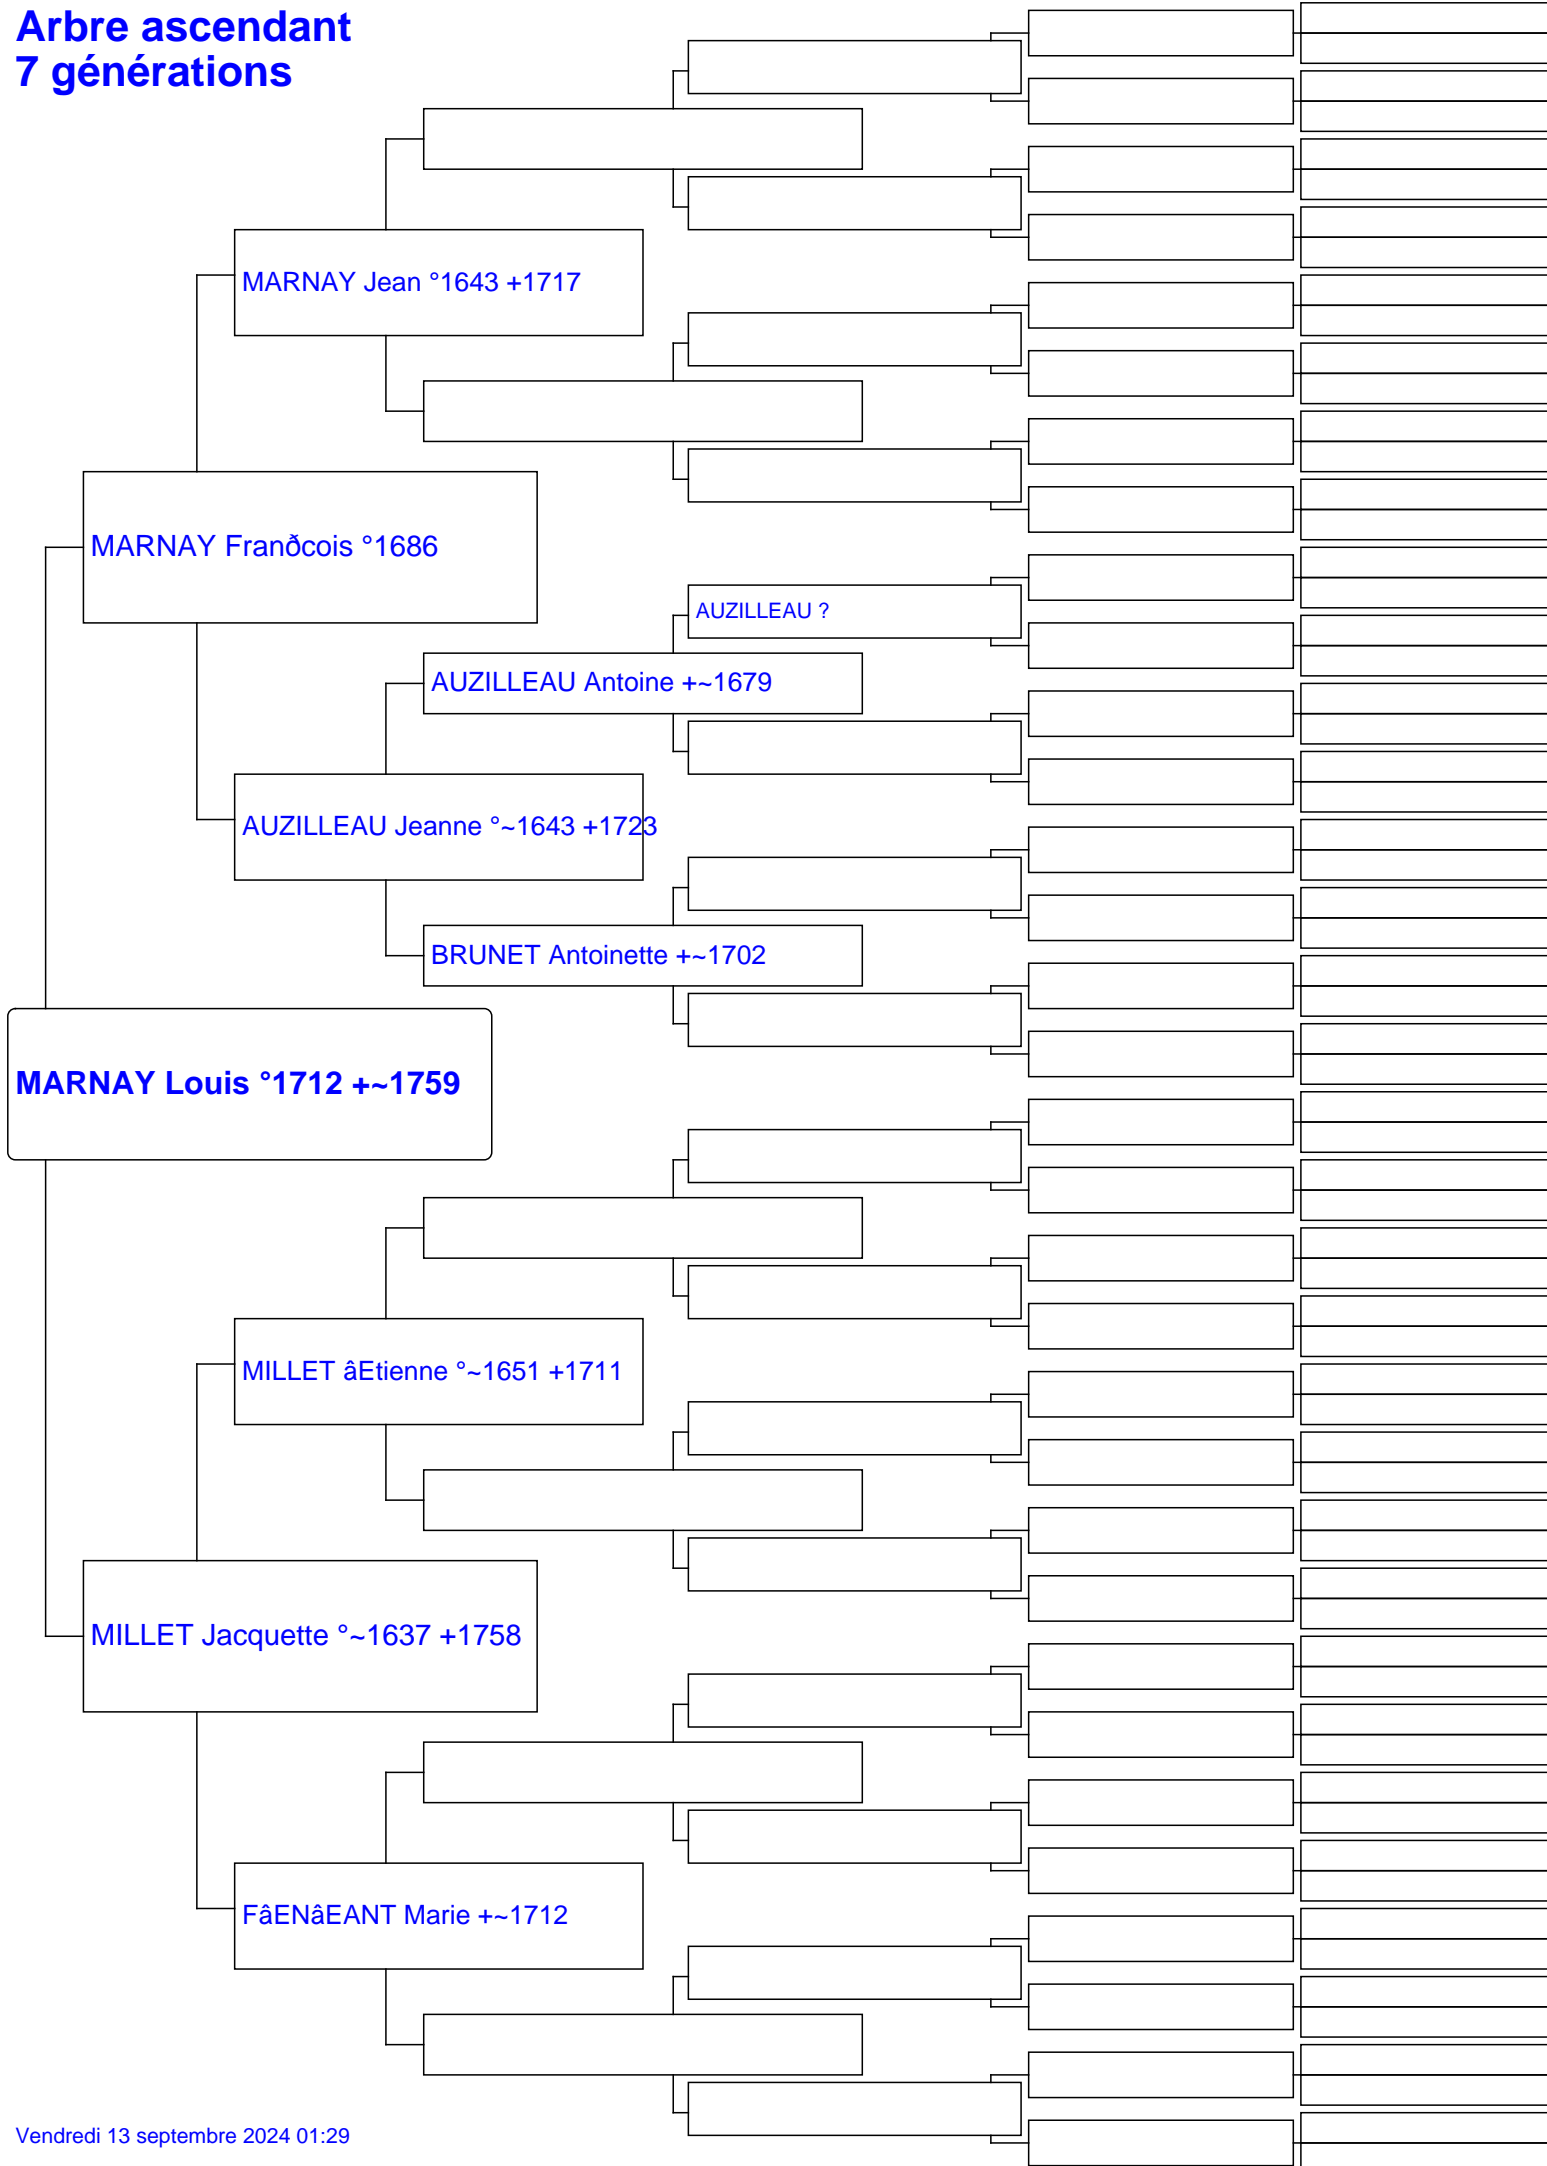 Arbre ascendant
7 générations
MARNAY Jean °1643 +1717
MARNAY Franðcois °1686
AUZILLEAU ?
AUZILLEAU Antoine +~1679
AUZILLEAU Jeanne °~1643 +1723
BRUNET Antoinette +~1702
MARNAY Louis °1712 +~1759
MILLET âEtienne °~1651 +1711
MILLET Jacquette °~1637 +1758
FâENâEANT Marie +~1712
Vendredi 13 septembre 2024 01:29